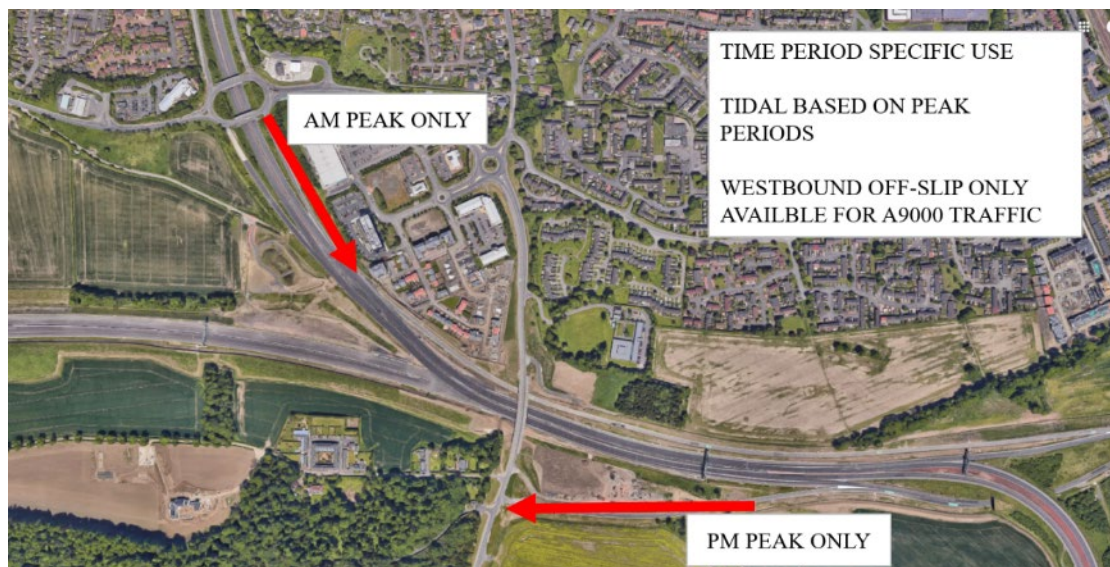 TIME PERIOD SPECIFIC USE
TIDAL BASED ON PEAK
PERIODS
WESTBOUND OFF-SLIP ONLY
AVAILBLE FOR A9000 TRAFFIC
AM PEAK ONLY
PM PEAK ONLY